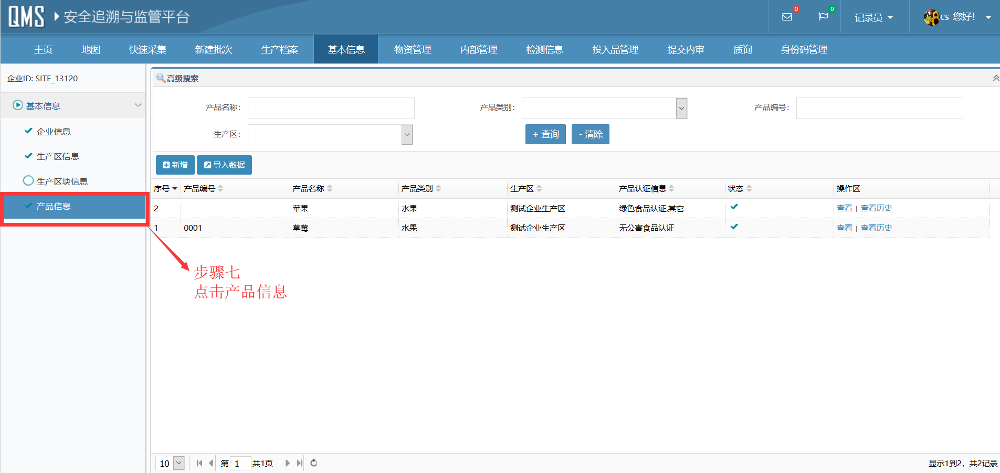 QMS 安全追溯与监管平台 0 0 记录员 cs-您好!
主页 地图 快速采集 新建批次 生产档案 基本信息 物资管理 内部管理 检测信息 投入品管理 提交内审 质询 身份码管理
企业ID: SITE_13120
基本信息
企业信息
生产区信息
生产区块信息
产品信息
高级搜索
产品名称: 产品类别: 产品编号:
生产区: + 查询 - 清除
新增 导入数据
序号 产品编号 产品名称 产品类别 生产区 产品认证信息 状态 操作区
2 苹果 水果 测试企业生产区 绿色食品认证,其它 查看 | 查看历史
1 0001 草莓 水果 测试企业生产区 无公害食品认证 查看 | 查看历史
步骤七
点击产品信息
10 第 1 共1页 显示1到2，共2记录